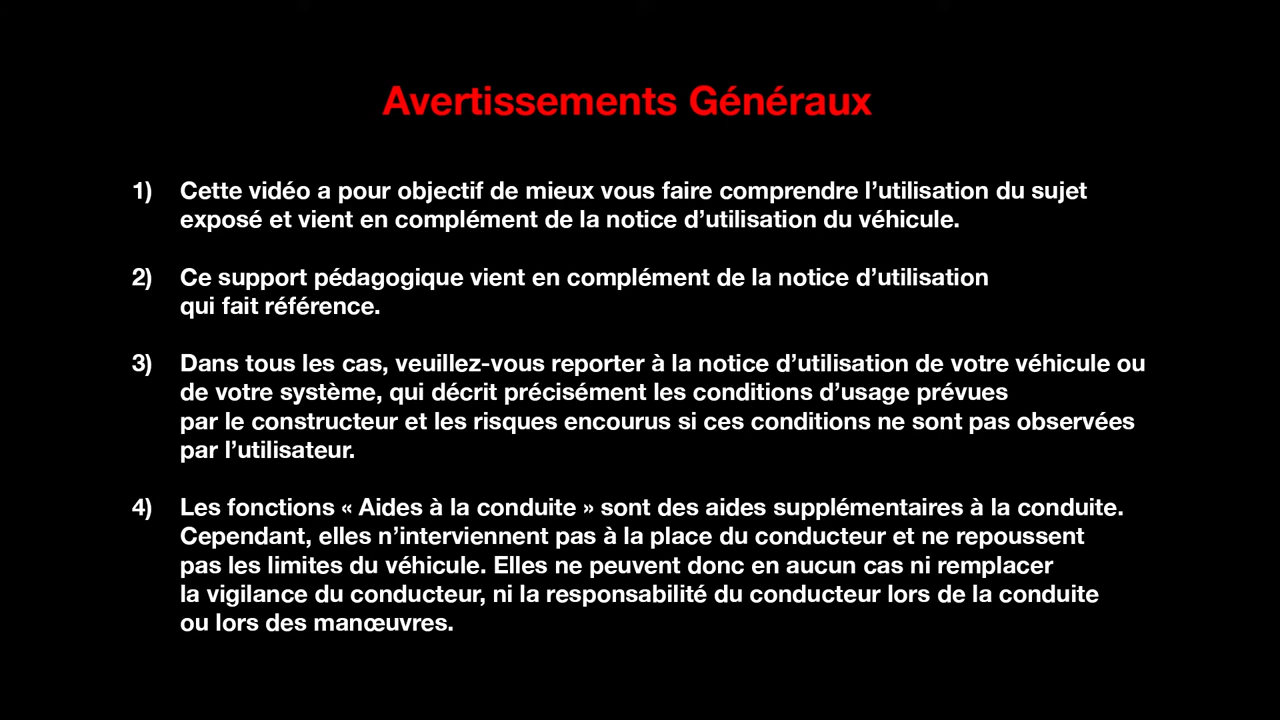 Avertissements Généraux
1) Cette vidéo a pour objectif de mieux vous faire comprendre l’utilisation du sujet
exposé et vient en complément de la notice d’utilisation du véhicule.
2) Ce support pédagogique vient en complément de la notice d’utilisation
qui fait référence.
3) Dans tous les cas, veuillez-vous reporter à la notice d’utilisation de votre véhicule ou
de votre système, qui décrit précisément les conditions d’usage prévues
par le constructeur et les risques encourus si ces conditions ne sont pas observées
par l’utilisateur.
4) Les fonctions « Aides à la conduite » sont des aides supplémentaires à la conduite.
Cependant, elles n’interviennent pas à la place du conducteur et ne repoussent
pas les limites du véhicule. Elles ne peuvent donc en aucun cas ni remplacer
la vigilance du conducteur, ni la responsabilité du conducteur lors de la conduite
ou lors des manœuvres.